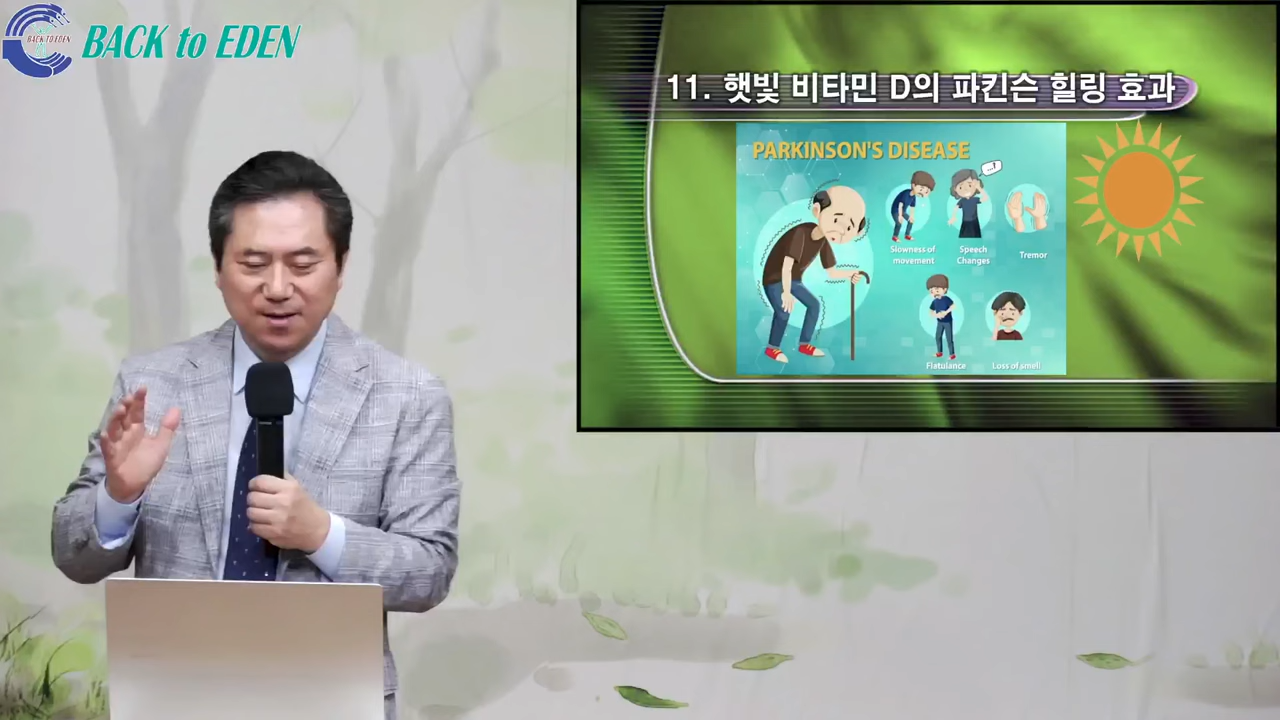 BACK TO EDEN
BACK to EDEN
11. 햇빛 비타민 D의 파킨슨 힐링 효과
PARKINSON'S DISEASE
...!
Slowness of
movement
Speech
Changes
Tremor
Flatulance
Loss of smell